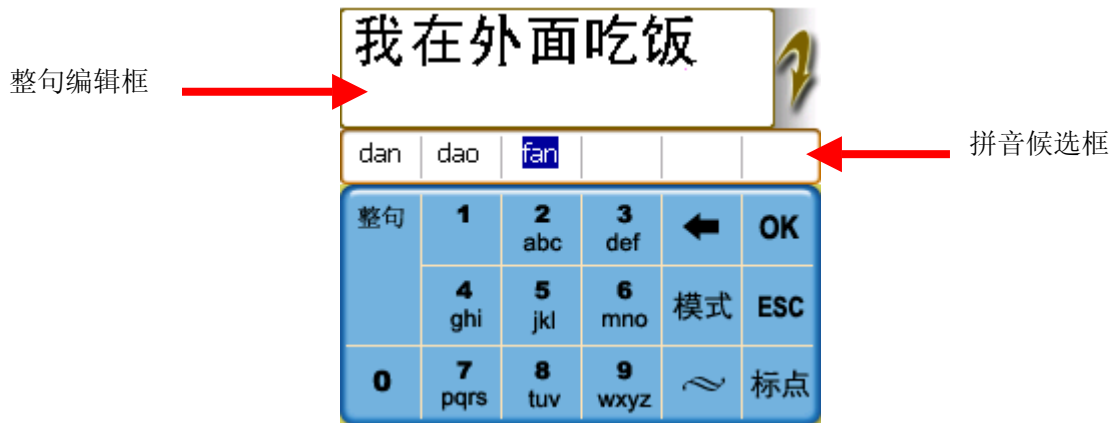 我在外面吃饭
整句编辑框
dan dao fan
拼音候选框
整句 1 2 3 OK
abc def
4 5 6 模式 ESC
ghi jkl mno
0 7 8 9 标点
pqrs tuv wxyz